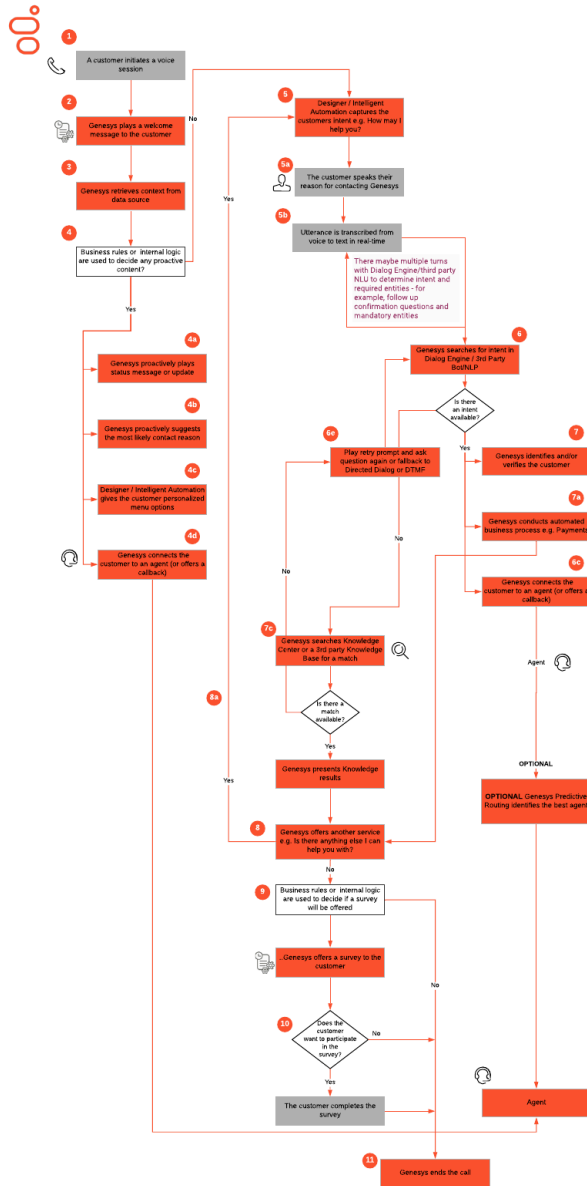 1
A customer initiates a voice
session
2
Genesys plays a welcome
message to the customer
No
3
Genesys retrieves context from
data source
4
Business rules or internal logic
are used to decide any proactive
content?
Yes
4a
Genesys proactively plays
status message or update
4b
Genesys proactively suggests
the most likely contact reason
4c
Designer / Intelligent Automation
gives the customer personalized
menu options
4d
Genesys connects the
customer to an agent (or offers a
callback)
5
Designer / Intelligent
Automation captures the
customers intent e.g. How may I
help you?
Yes
5a
The customer speaks their
reason for contacting Genesys
5b
Utterance is transcribed from
voice to text in real-time
There maybe multiple turns
with Dialog Engine/third party
NLU to determine intent and
required entities - for
example, follow up
confirmation questions and
mandatory entities
6
Genesys searches for intent in
Dialog Engine / 3rd Party
Bot/NLP
Is there
an intent
available?
6e
Play retry prompt and ask
question again or fallback to
Directed Dialog or DTMF
Yes
7
Genesys identifies and/or
verifies the customer
7a
Genesys conducts automated
business process e.g. Payments
No
No
6c
Genesys connects the
customer to an agent (or offers a
callback)
7c
Genesys searches Knowledge
Center or a 3rd party Knowledge
Base for a match
Agent
8a
Is there a
match
available?
Yes
Genesys presents Knowledge
results
Yes
OPTIONAL
OPTIONAL Genesys Predictive
Routing identifies the best agent
8
Genesys offers another service
e.g. Is there anything else I can
help you with?
No
9
Business rules or internal logic
are used to decide if a survey
will be offered
...Genesys offers a survey to the
customer
No
10
Does the
customer
want to participate
in the
survey?
No
Yes
The customer completes the
survey
Agent
11
Genesys ends the call